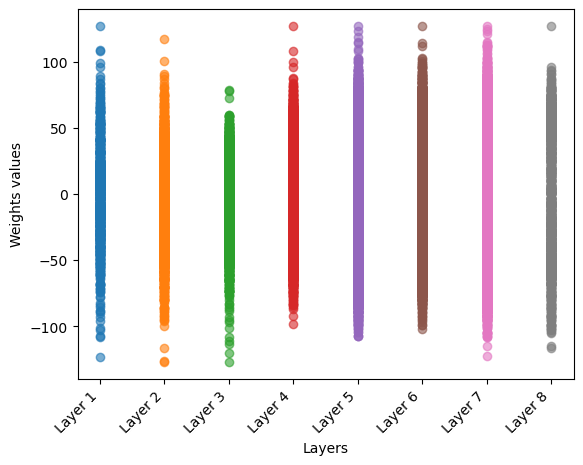 Weights values
100
50
0
−50
−100
Layer 1
Layer 2
Layer 3
Layer 4
Layer 5
Layer 6
Layer 7
Layer 8
Layers